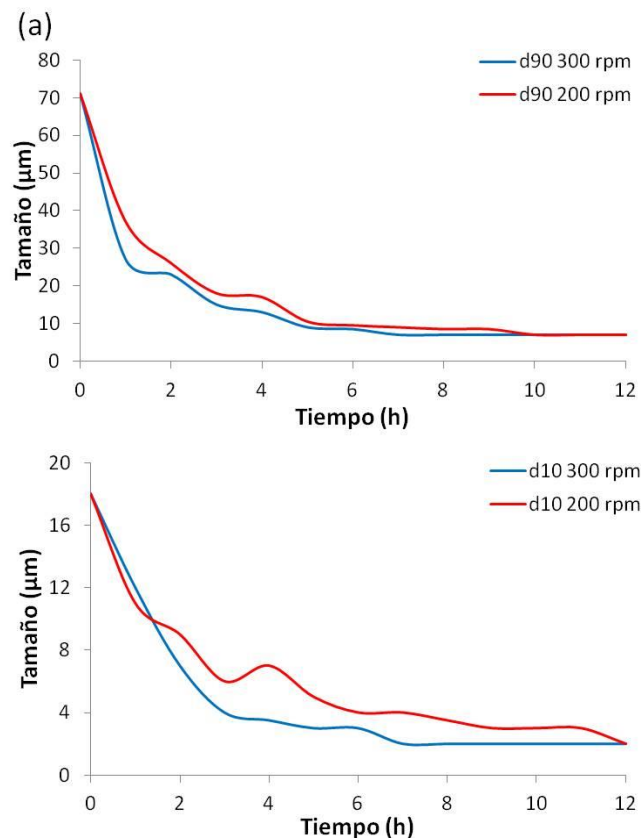 (a)
80
70
60
50
40
30
20
10
0
Tamaño (µm)
d90 300 rpm
d90 200 rpm
0 2 4 6 8 10 12
Tiempo (h)
20
16
12
8
4
0
Tamaño (µm)
d10 300 rpm
d10 200 rpm
0 2 4 6 8 10 12
Tiempo (h)